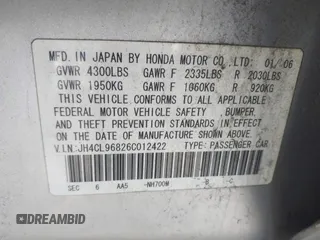 MFD. IN JAPAN BY HONDA MOTOR CO.,LTD. 01/06
GVWR 4300LBS GAWR F 2335LBS R 2030LBS
GVWR 1950KG GAWR F 1060KG R 920KG
THIS VEHICLE CONFORMS TO ALL APPLICABLE
FEDERAL MOTOR VEHICLE SAFETY ,BUMPER,
AND THEFT PREVENTION STANDARDS IN EFFECT
ON THE DATE OF MANUFACTURE SHOWN ABOVE.
V.I.N.:JH4CL96826C012422 TYPE: PASSENGER CAR
SEC 6 AA5 -NH700M
DREAMBID